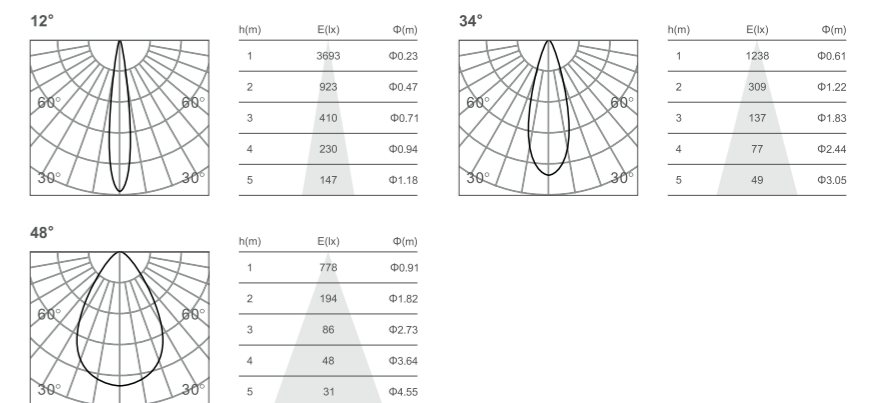 12°
h(m) E(lx) Φ(m)
1 3693 Φ0.23
2 923 Φ0.47
3 410 Φ0.71
4 230 Φ0.94
5 147 Φ1.18
60° 60°
30° 30°
34°
h(m) E(lx) Φ(m)
1 1238 Φ0.61
2 309 Φ1.22
3 137 Φ1.83
4 77 Φ2.44
5 49 Φ3.05
60° 60°
30° 30°
48°
h(m) E(lx) Φ(m)
1 778 Φ0.91
2 194 Φ1.82
3 86 Φ2.73
4 48 Φ3.64
5 31 Φ4.55
60° 60°
30° 30°